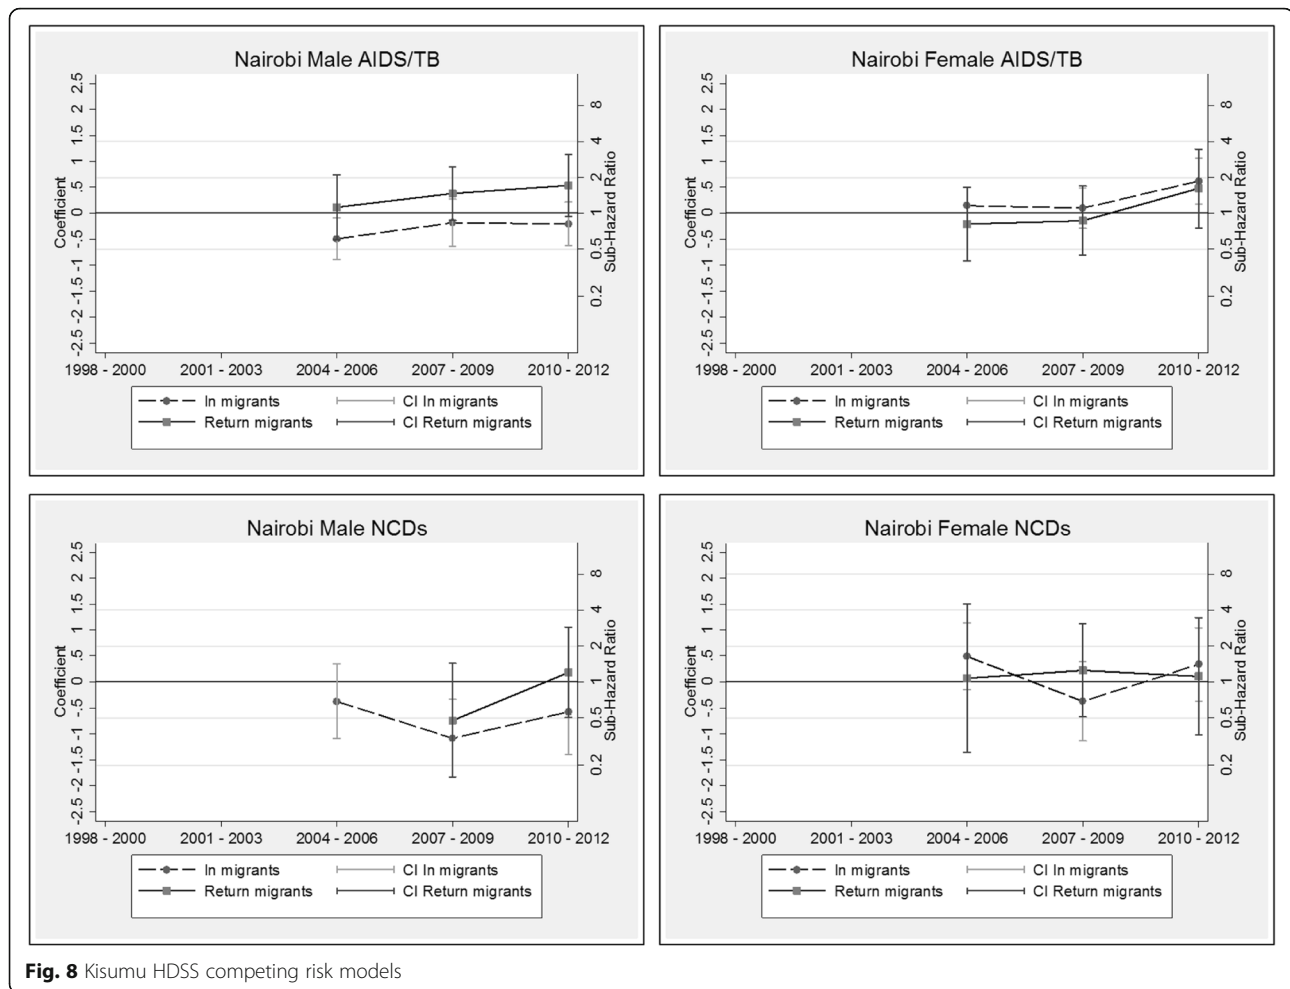 Nairobi Male AIDS/TB
Coefficient
2.5
2
1.5
1
.5
0
-.5
-1
-1.5
-2
-2.5
8
4
2
1
0.5
0.2
Sub-Hazard Ratio
1998 - 2000 2001 - 2003 2004 - 2006 2007 - 2009 2010 - 2012
In migrants CI In migrants
Return migrants CI Return migrants
Nairobi Female AIDS/TB
Coefficient
2.5
2
1.5
1
.5
0
-.5
-1
-1.5
-2
-2.5
8
4
2
1
0.5
0.2
Sub-Hazard Ratio
1998 - 2000 2001 - 2003 2004 - 2006 2007 - 2009 2010 - 2012
In migrants CI In migrants
Return migrants CI Return migrants
Nairobi Male NCDs
Coefficient
2.5
2
1.5
1
.5
0
-.5
-1
-1.5
-2
-2.5
8
4
2
1
0.5
0.2
Sub-Hazard Ratio
1998 - 2000 2001 - 2003 2004 - 2006 2007 - 2009 2010 - 2012
In migrants CI In migrants
Return migrants CI Return migrants
Nairobi Female NCDs
Coefficient
2.5
2
1.5
1
.5
0
-.5
-1
-1.5
-2
-2.5
8
4
2
1
0.5
0.2
Sub-Hazard Ratio
1998 - 2000 2001 - 2003 2004 - 2006 2007 - 2009 2010 - 2012
In migrants CI In migrants
Return migrants CI Return migrants
Fig. 8 Kisumu HDSS competing risk models